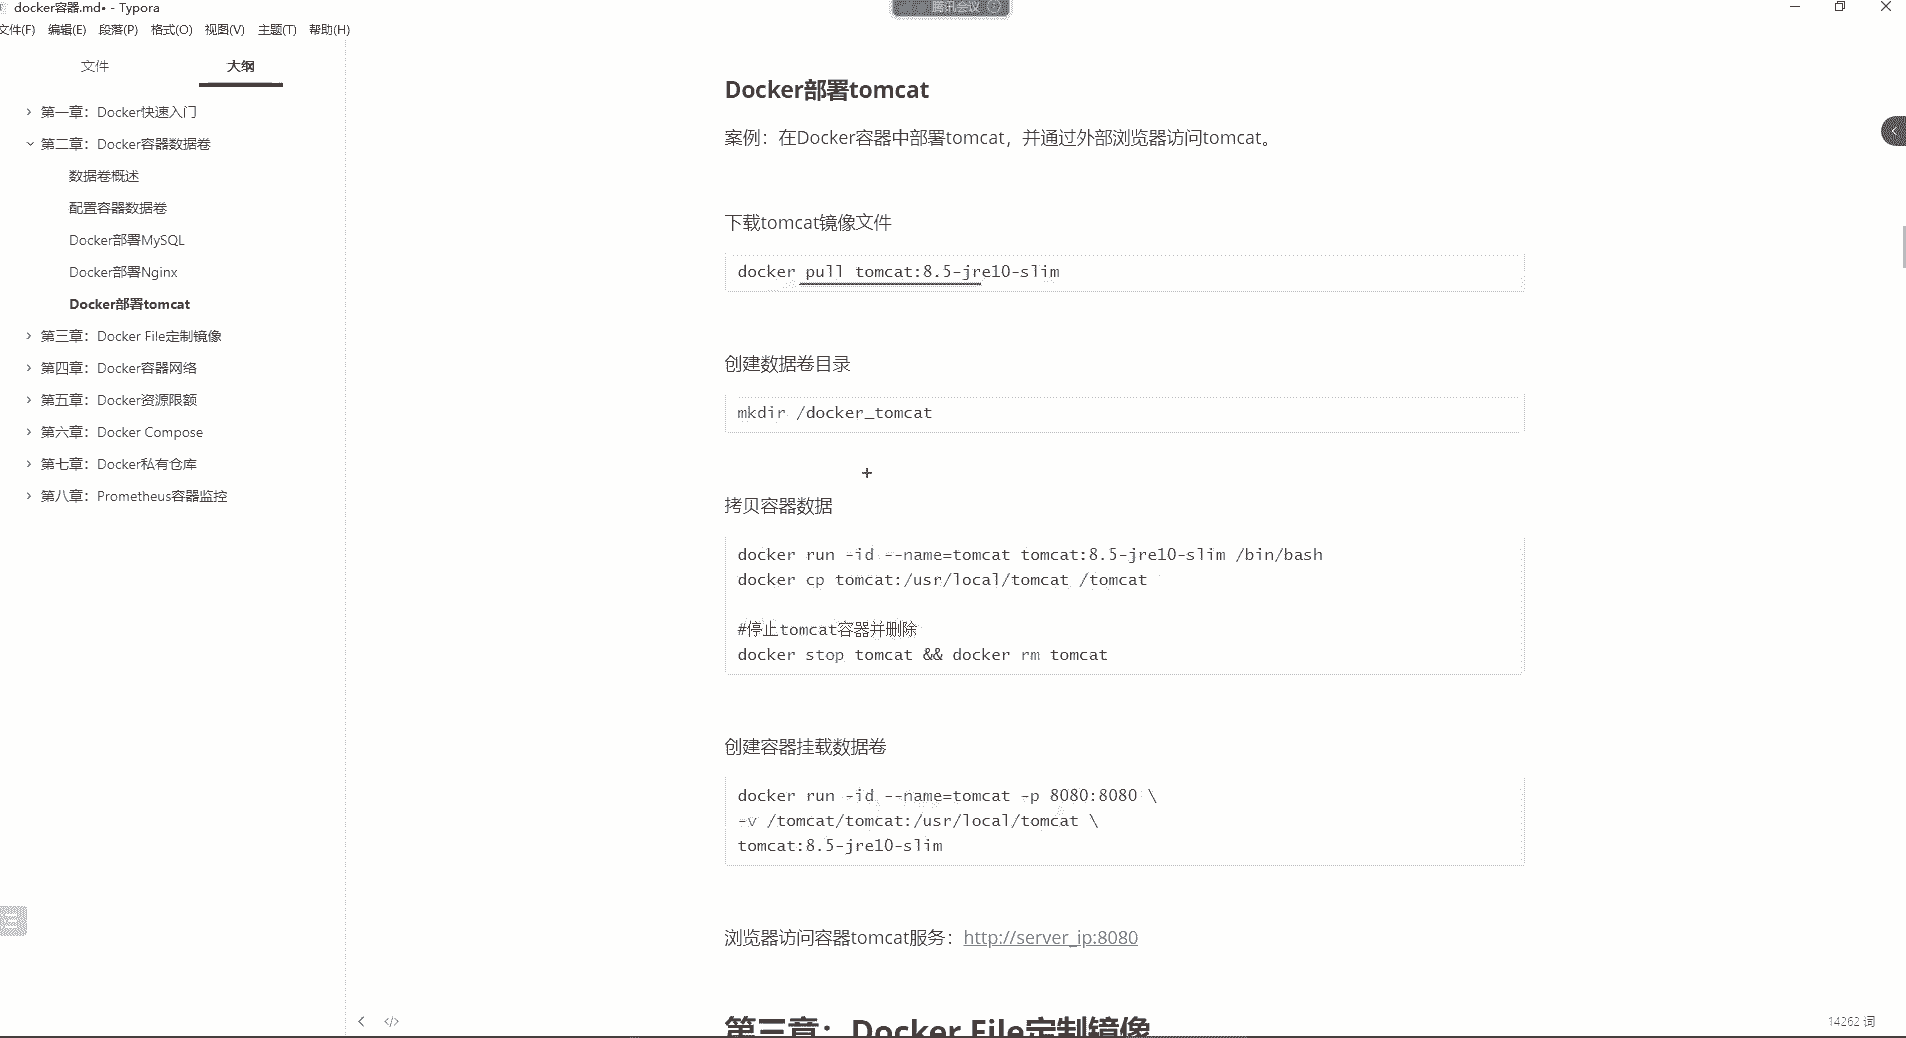 docker容器.md• - Typora
腾讯会议
文件(F) 编辑(E) 段落(P) 格式(O) 视图(V) 主题(T) 帮助(H)
文件 大纲
第一章：Docker快速入门
第二章：Docker容器数据卷
数据卷概述
配置容器数据卷
Docker部署MySQL
Docker部署Nginx
Docker部署tomcat
第三章：Docker File定制镜像
第四章：Docker容器网络
第五章：Docker资源限额
第六章：Docker Compose
第七章：Docker私有仓库
第八章：Prometheus容器监控
Docker部署tomcat
案例：在Docker容器中部署tomcat，并通过外部浏览器访问tomcat。
下载tomcat镜像文件
docker pull tomcat:8.5-jre10-slim
创建数据卷目录
mkdir /docker_tomcat
拷贝容器数据
docker run -id --name=tomcat tomcat:8.5-jre10-slim /bin/bash
docker cp tomcat:/usr/local/tomcat /tomcat
#停止tomcat容器并删除
docker stop tomcat && docker rm tomcat
创建容器挂载数据卷
docker run -id --name=tomcat -p 8080:8080 \
-v /tomcat/tomcat:/usr/local/tomcat \
tomcat:8.5-jre10-slim
浏览器访问容器tomcat服务：http://server_ip:8080
第三章：Docker File定制镜像
14262 词